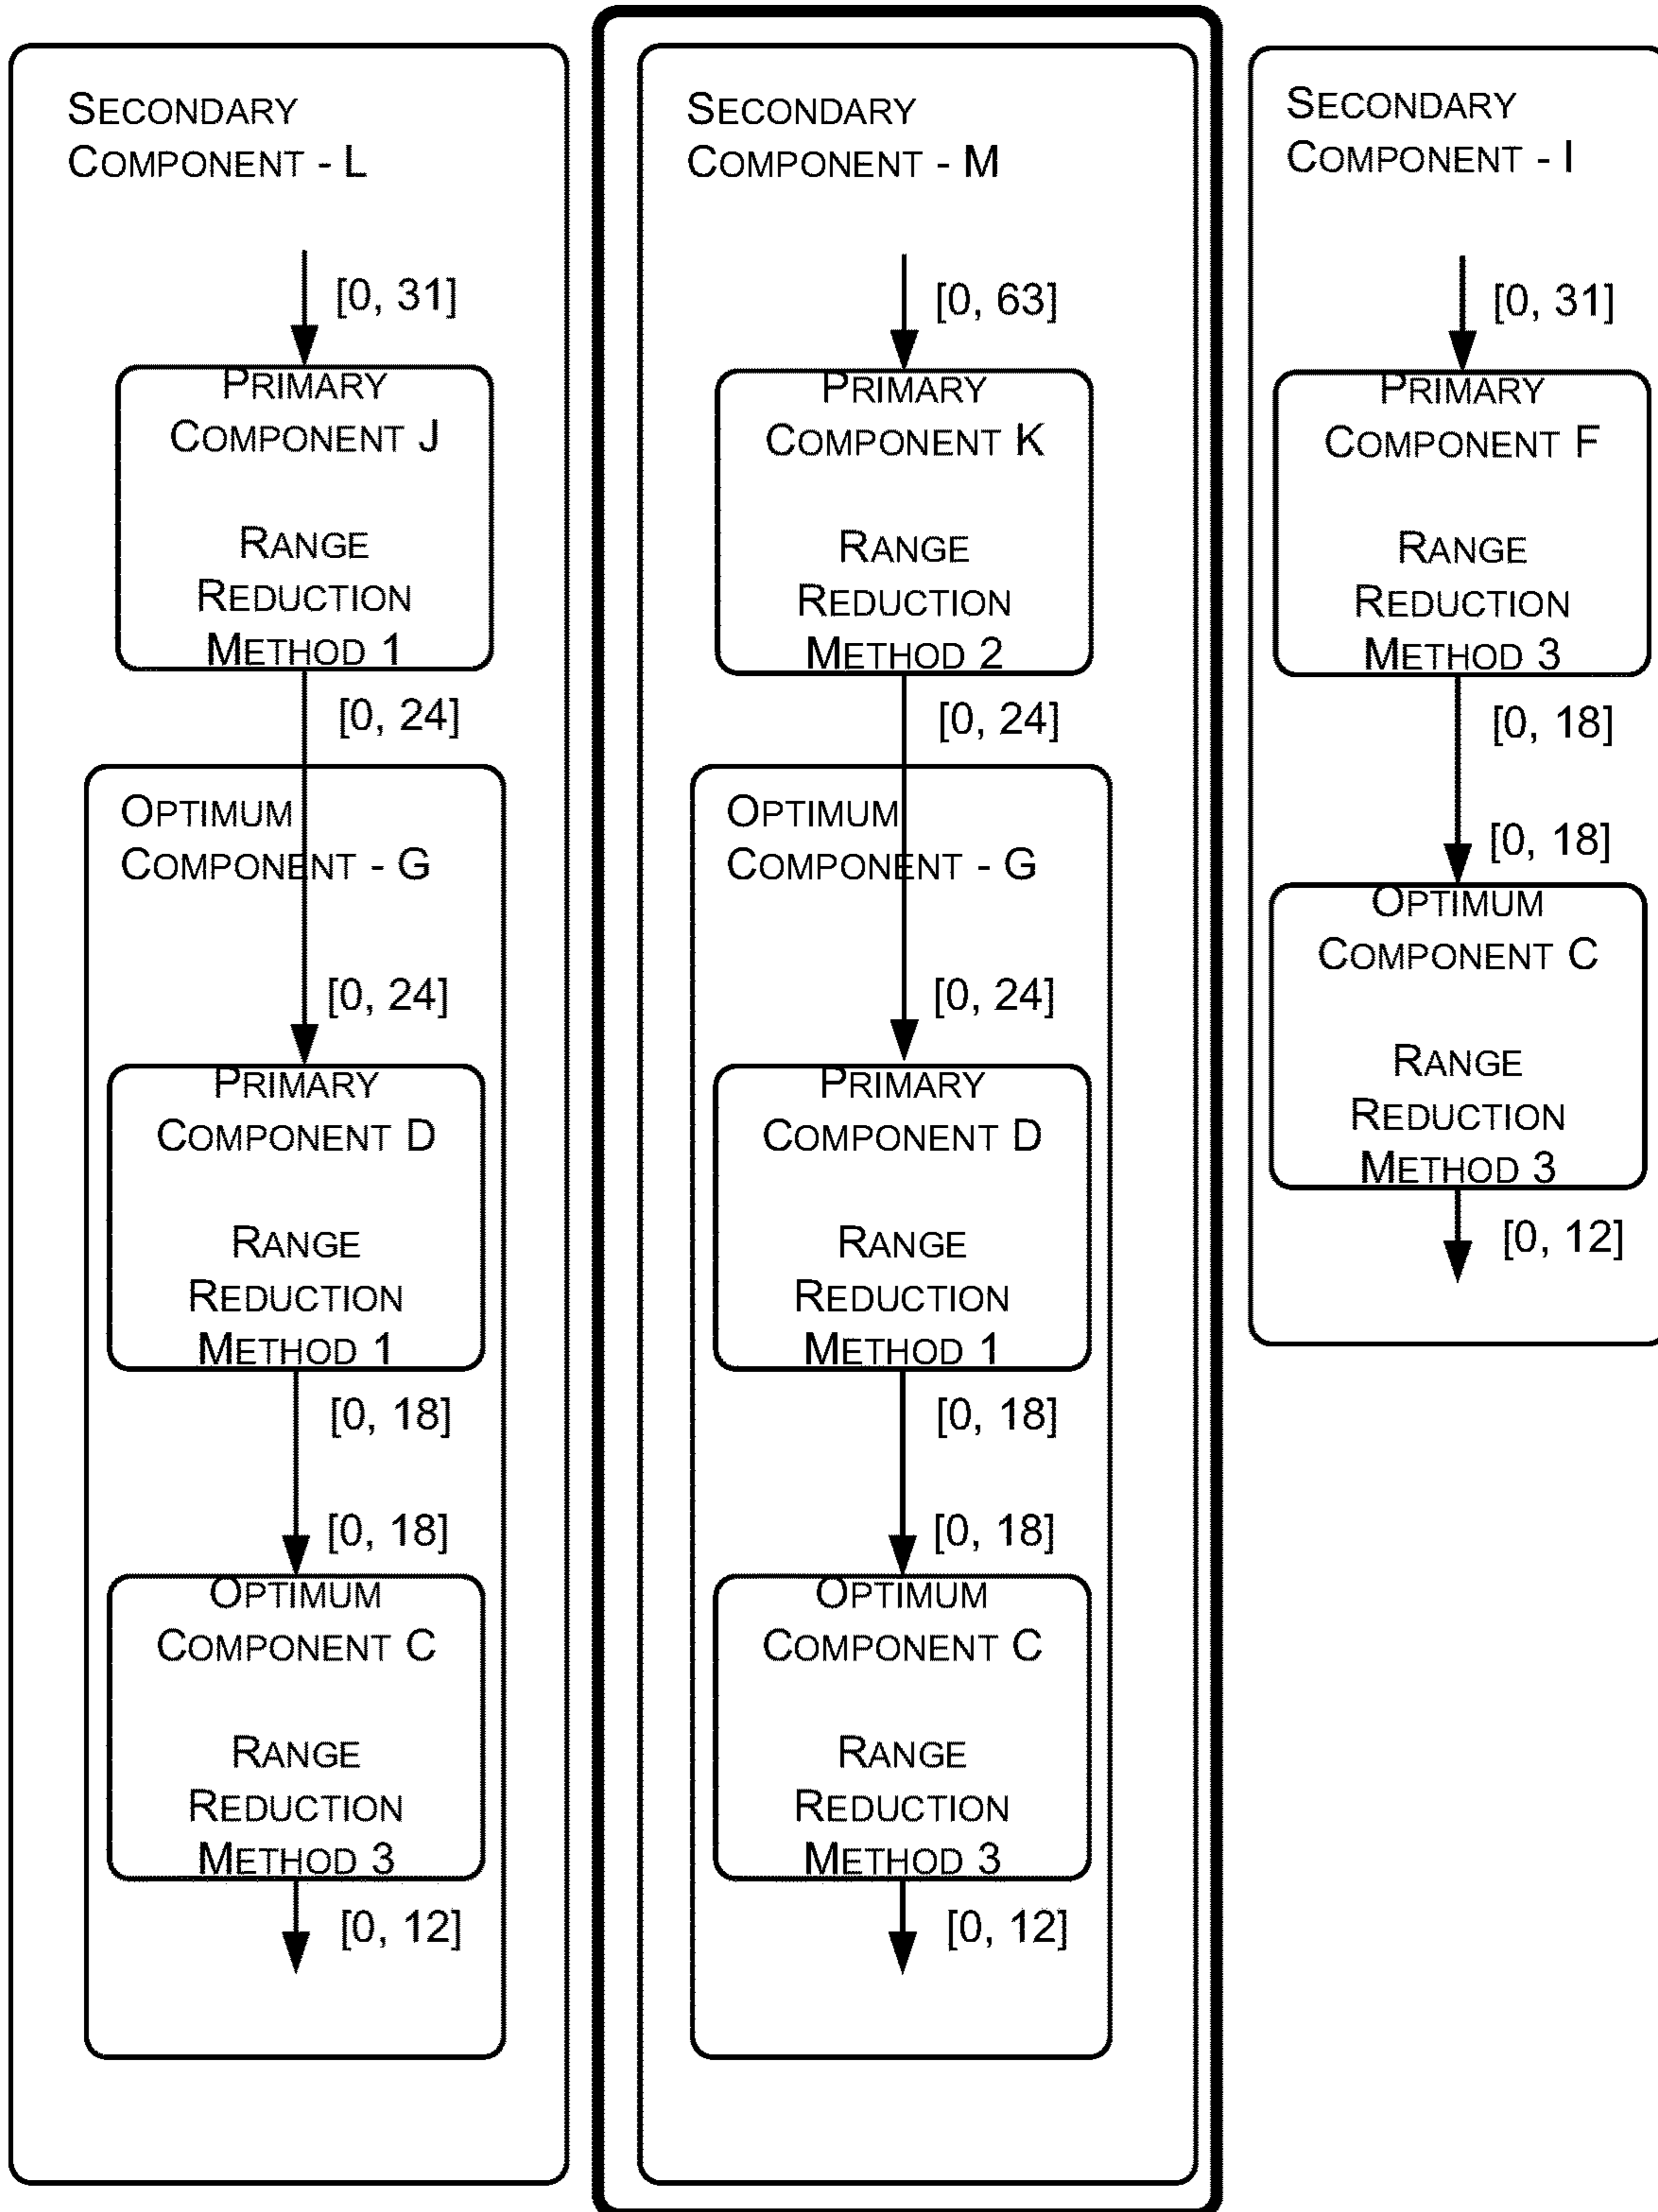 SECONDARY
COMPONENT - L
[0, 31]
PRIMARY
COMPONENT J
RANGE
REDUCTION
METHOD 1
[0, 24]
OPTIMUM
COMPONENT - G
[0, 24]
PRIMARY
COMPONENT D
RANGE
REDUCTION
METHOD 1
[0, 18]
[0, 18]
OPTIMUM
COMPONENT C
RANGE
REDUCTION
METHOD 3
[0, 12]
SECONDARY
COMPONENT - M
[0, 63]
PRIMARY
COMPONENT K
RANGE
REDUCTION
METHOD 2
[0, 24]
OPTIMUM
COMPONENT - G
[0, 24]
PRIMARY
COMPONENT D
RANGE
REDUCTION
METHOD 1
[0, 18]
[0, 18]
OPTIMUM
COMPONENT C
RANGE
REDUCTION
METHOD 3
[0, 12]
SECONDARY
COMPONENT - I
[0, 31]
PRIMARY
COMPONENT F
RANGE
REDUCTION
METHOD 3
[0, 18]
[0, 18]
OPTIMUM
COMPONENT C
RANGE
REDUCTION
METHOD 3
[0, 12]